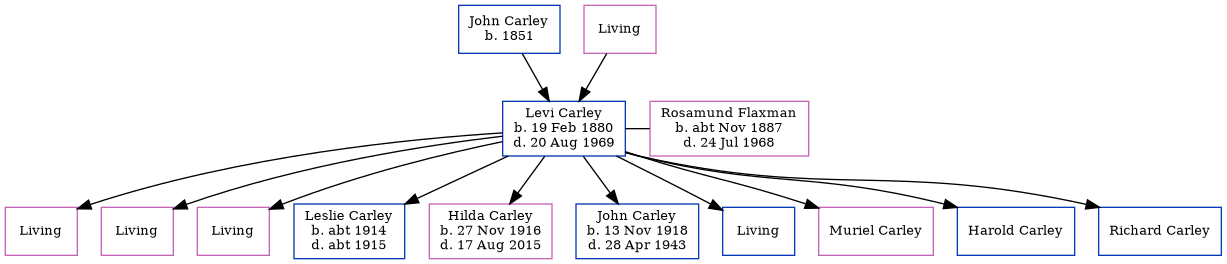 John Carley
b. 1851
Living
Levi Carley
b. 19 Feb 1880
d. 20 Aug 1969
Rosamund Flaxman
b. abt Nov 1887
d. 24 Jul 1968
Living
Living
Living
Leslie Carley
b. abt 1914
d. abt 1915
Hilda Carley
b. 27 Nov 1916
d. 17 Aug 2015
John Carley
b. 13 Nov 1918
d. 28 Apr 1943
Living
Muriel Carley
Harold Carley
Richard Carley